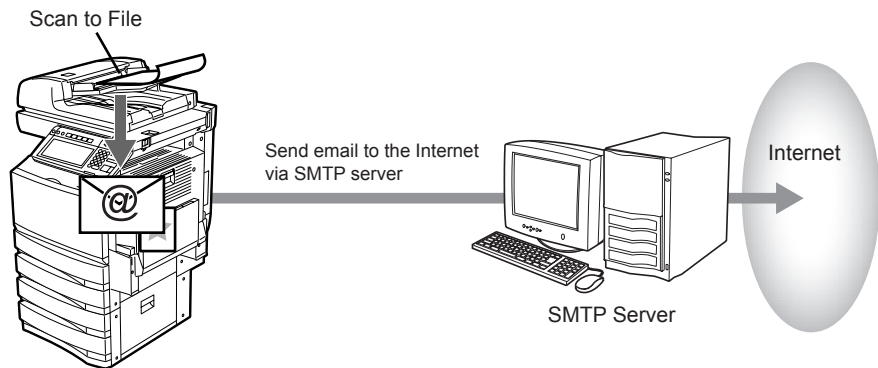 Scan to File
@
Send email to the Internet
via SMTP server
Internet
SMTP Server